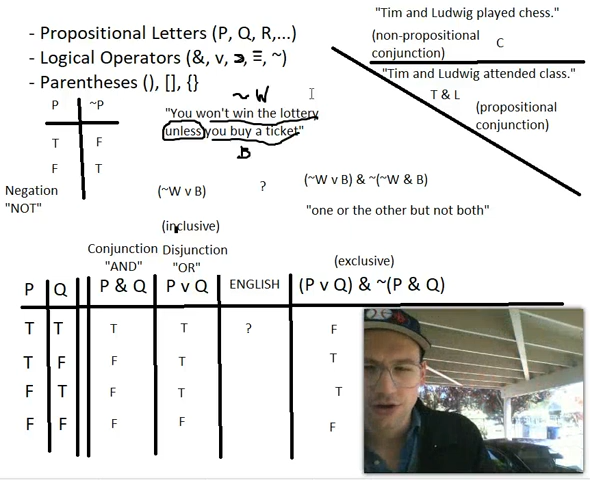 - Propositional Letters (P, Q, R,...)
- Logical Operators (&, v, ⊃, ≡, ~)
- Parentheses (), [], {}
"Tim and Ludwig played chess."
(non-propositional
conjunction) C
"Tim and Ludwig attended class."
T & L
(propositional
conjunction)
P ~P
T F
F T
Negation
"NOT"
~W
"You won't win the lottery
unless you buy a ticket"
B
(~W v B) ? (~W v B) & ~(~W & B)
(inclusive) "one or the other but not both"
Conjunction Disjunction
"AND" "OR" (exclusive)
P Q P & Q P v Q ENGLISH (P v Q) & ~(P & Q)
T T T T ? F
T F F T T
F T F T T
F F F F F